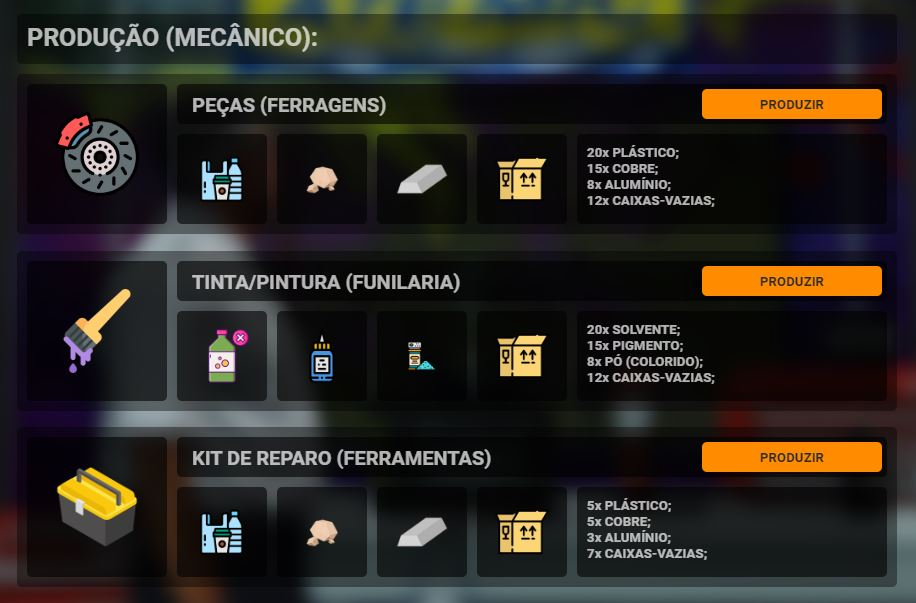 PRODUÇÃO (MECÂNICO):
PEÇAS (FERRAGENS)
PRODUZIR
20x PLÁSTICO;
15x COBRE;
8x ALUMÍNIO;
12x CAIXAS-VAZIAS;
TINTA/PINTURA (FUNILARIA)
PRODUZIR
20x SOLVENTE;
15x PIGMENTO;
8x PÓ (COLORIDO);
12x CAIXAS-VAZIAS;
KIT DE REPARO (FERRAMENTAS)
PRODUZIR
5x PLÁSTICO;
5x COBRE;
3x ALUMÍNIO;
7x CAIXAS-VAZIAS;